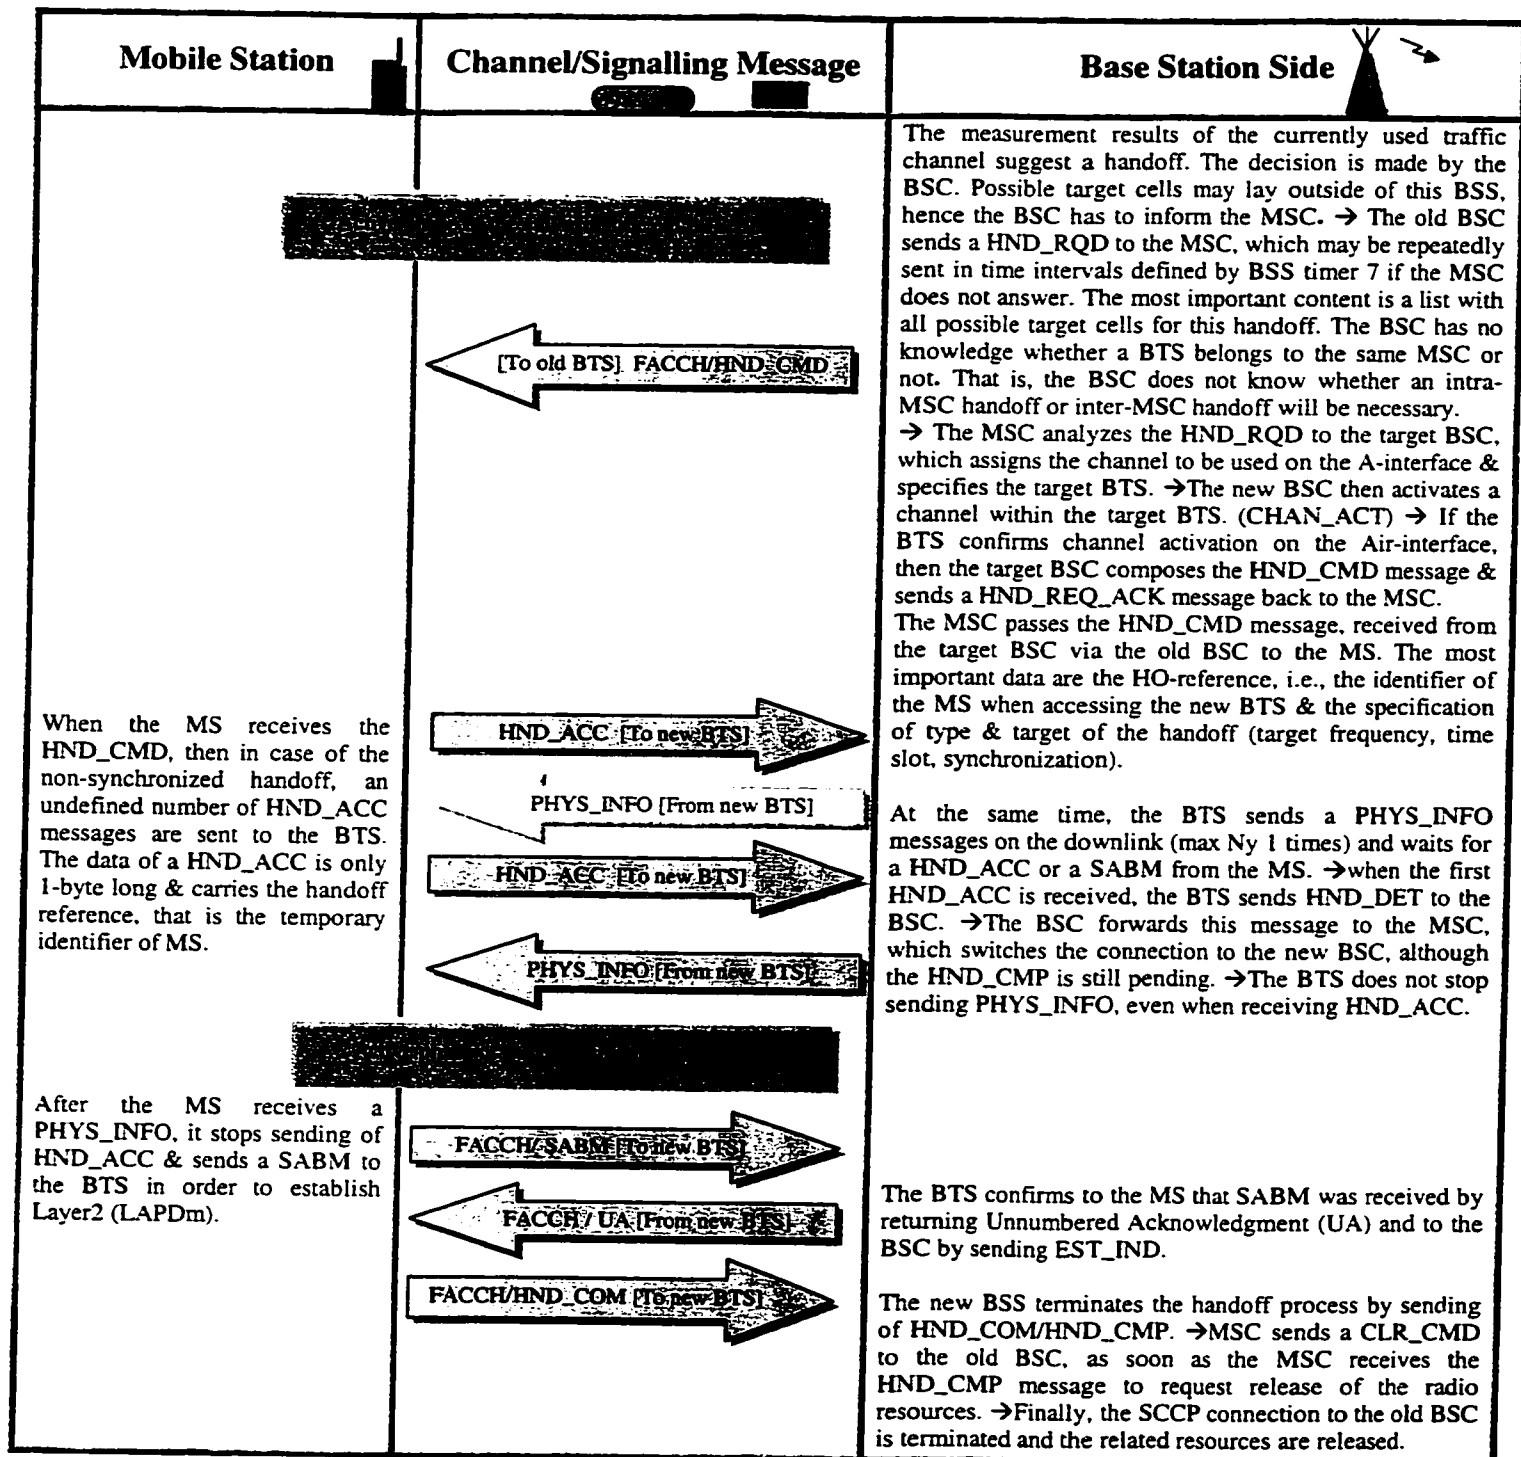 Mobile Station
Channel/Signalling Message
Base Station Side
The measurement results of the currently used traffic
channel suggest a handoff. The decision is made by the
BSC. Possible target cells may lay outside of this BSS,
hence the BSC has to inform the MSC. → The old BSC
sends a HND_RQD to the MSC, which may be repeatedly
sent in time intervals defined by BSS timer 7 if the MSC
does not answer. The most important content is a list with
all possible target cells for this handoff. The BSC has no
knowledge whether a BTS belongs to the same MSC or
not. That is, the BSC does not know whether an intra-
MSC handoff or inter-MSC handoff will be necessary.
→ The MSC analyzes the HND_RQD to the target BSC,
which assigns the channel to be used on the A-interface &
specifies the target BTS. →The new BSC then activates a
channel within the target BTS. (CHAN_ACT) → If the
BTS confirms channel activation on the Air-interface,
then the target BSC composes the HND_CMD message &
sends a HND_REQ_ACK message back to the MSC.
The MSC passes the HND_CMD message, received from
the target BSC via the old BSC to the MS. The most
important data are the HO-reference, i.e., the identifier of
the MS when accessing the new BTS & the specification
of type & target of the handoff (target frequency, time
slot, synchronization).
[To old BTS] FACCH/HND_CMD
When the MS receives the
HND_CMD, then in case of the
non-synchronized handoff, an
undefined number of HND_ACC
messages are sent to the BTS.
The data of a HND_ACC is only
1-byte long & carries the handoff
reference, that is the temporary
identifier of MS.
HND_ACC [To new BTS]
PHYS_INFO [From new BTS]
HND_ACC [To new BTS]
PHYS_INFO [From new BTS]
At the same time, the BTS sends a PHYS_INFO
messages on the downlink (max Ny 1 times) and waits for
a HND_ACC or a SABM from the MS. →when the first
HND_ACC is received, the BTS sends HND_DET to the
BSC. →The BSC forwards this message to the MSC,
which switches the connection to the new BSC, although
the HND_CMP is still pending. →The BTS does not stop
sending PHYS_INFO, even when receiving HND_ACC.
After the MS receives a
PHYS_INFO, it stops sending of
HND_ACC & sends a SABM to
the BTS in order to establish
Layer2 (LAPDm).
FACCH/ SABM [To new BTS]
FACCH / UA [From new BTS]
FACCH/HND_COM [To new BTS]
The BTS confirms to the MS that SABM was received by
returning Unnumbered Acknowledgment (UA) and to the
BSC by sending EST_IND.
The new BSS terminates the handoff process by sending
of HND_COM/HND_CMP. →MSC sends a CLR_CMD
to the old BSC, as soon as the MSC receives the
HND_CMP message to request release of the radio
resources. →Finally, the SCCP connection to the old BSC
is terminated and the related resources are released.